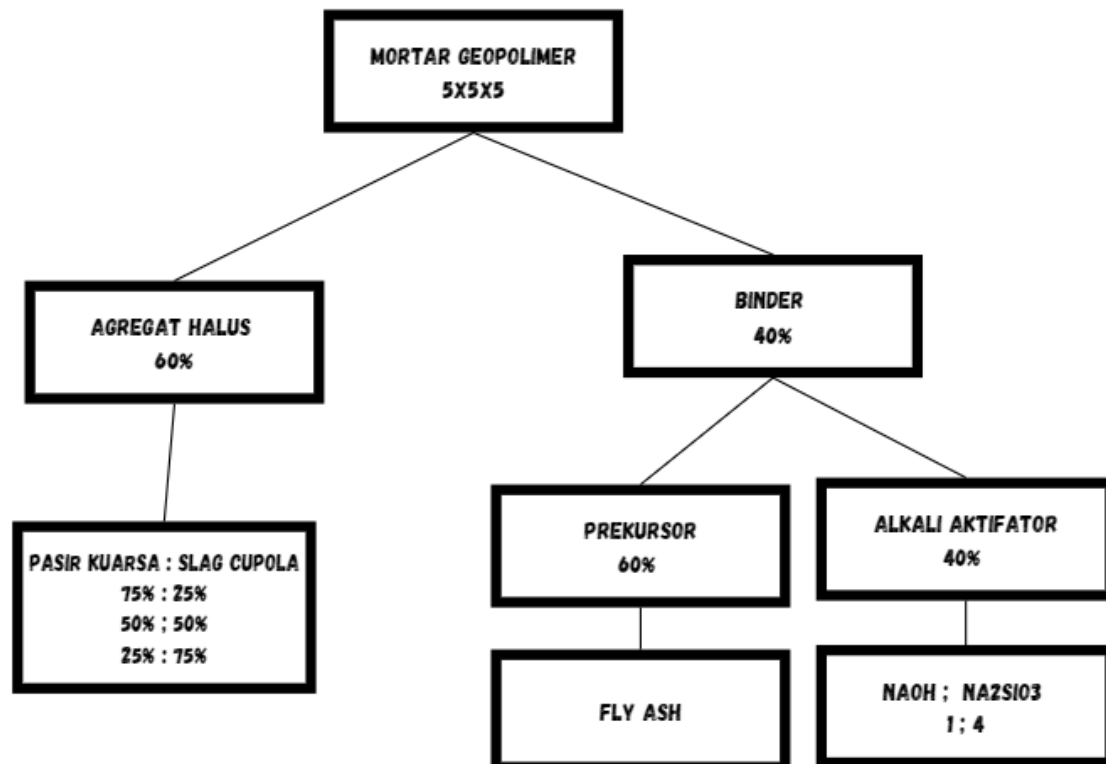 MORTAR GEOPOLIMER
5X5X5
AGREGAT HALUS
60%
BINDER
40%
PREKURSOR
60%
ALKALI AKTIFATOR
40%
PASIR KUARSA : SLAG CUPOLA
75% : 25%
50% ; 50%
25% : 75%
FLY ASH
NAOH ; NA2SIO3
1 ; 4